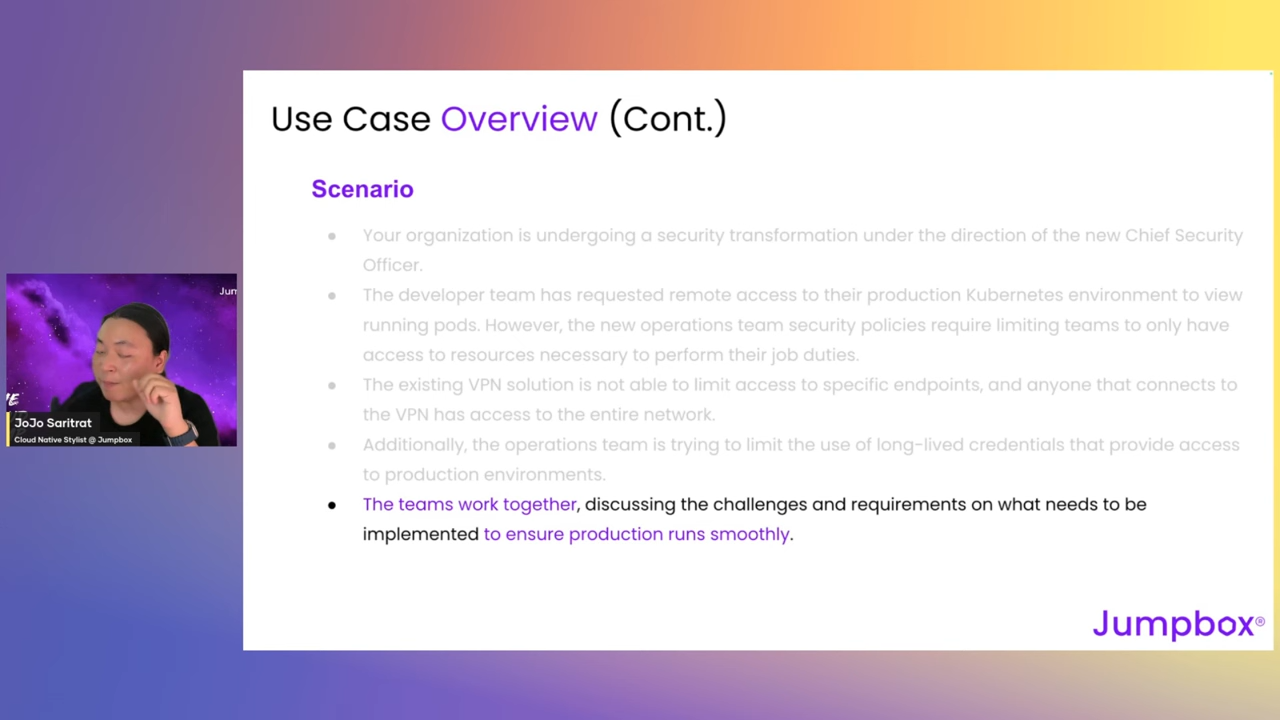 Use Case Overview (Cont.)
Scenario
● Your organization is undergoing a security transformation under the direction of the new Chief Security
Officer.
● The developer team has requested remote access to their production Kubernetes environment to view
running pods. However, the new operations team security policies require limiting teams to only have
access to resources necessary to perform their job duties.
● The existing VPN solution is not able to limit access to specific endpoints, and anyone that connects to
the VPN has access to the entire network.
● Additionally, the operations team is trying to limit the use of long-lived credentials that provide access
to production environments.
● The teams work together, discussing the challenges and requirements on what needs to be
implemented to ensure production runs smoothly.
Jum
JoJo Saritrat
Cloud Native Stylist @ Jumpbox
Jumpbox®